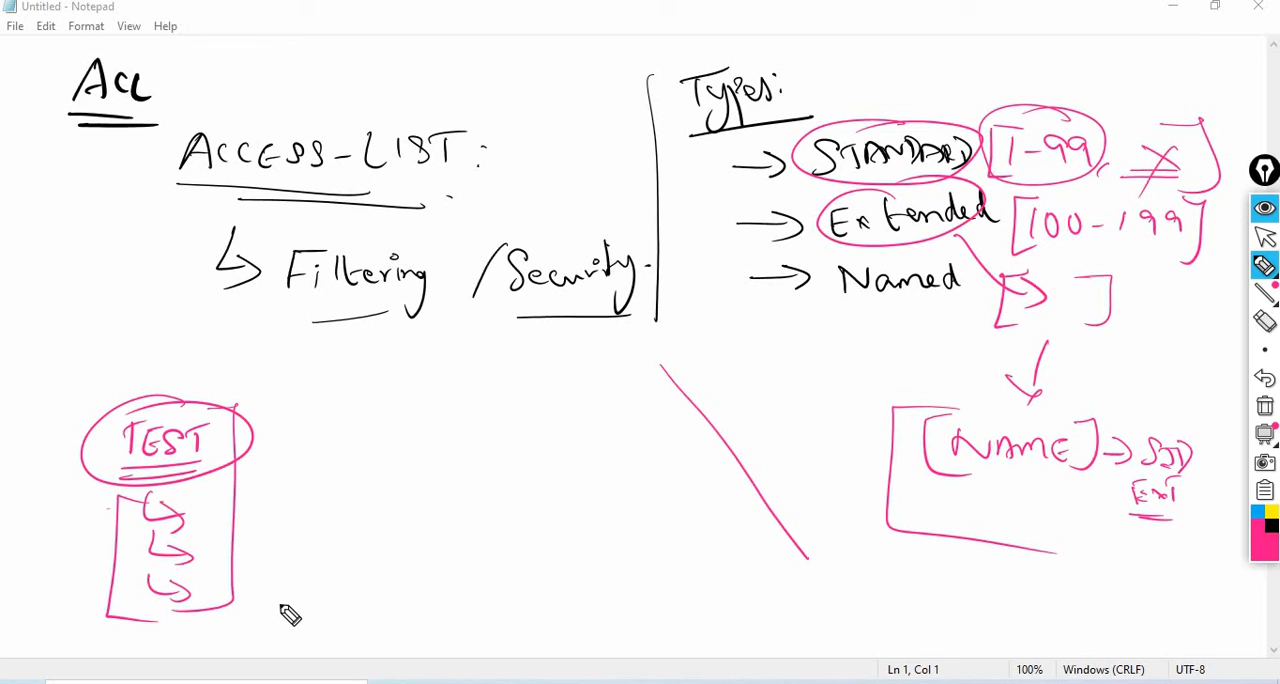 Untitled - Notepad
File Edit Format View Help
ACL
ACCESS-LIST:
Filtering / Security.
Types:
→ STANDARD [1-99, X]
→ Extended [100-199]
→ Named [ ]
[NAME] → STD
EXT
TEST
Ln 1, Col 1 100% Windows (CRLF) UTF-8